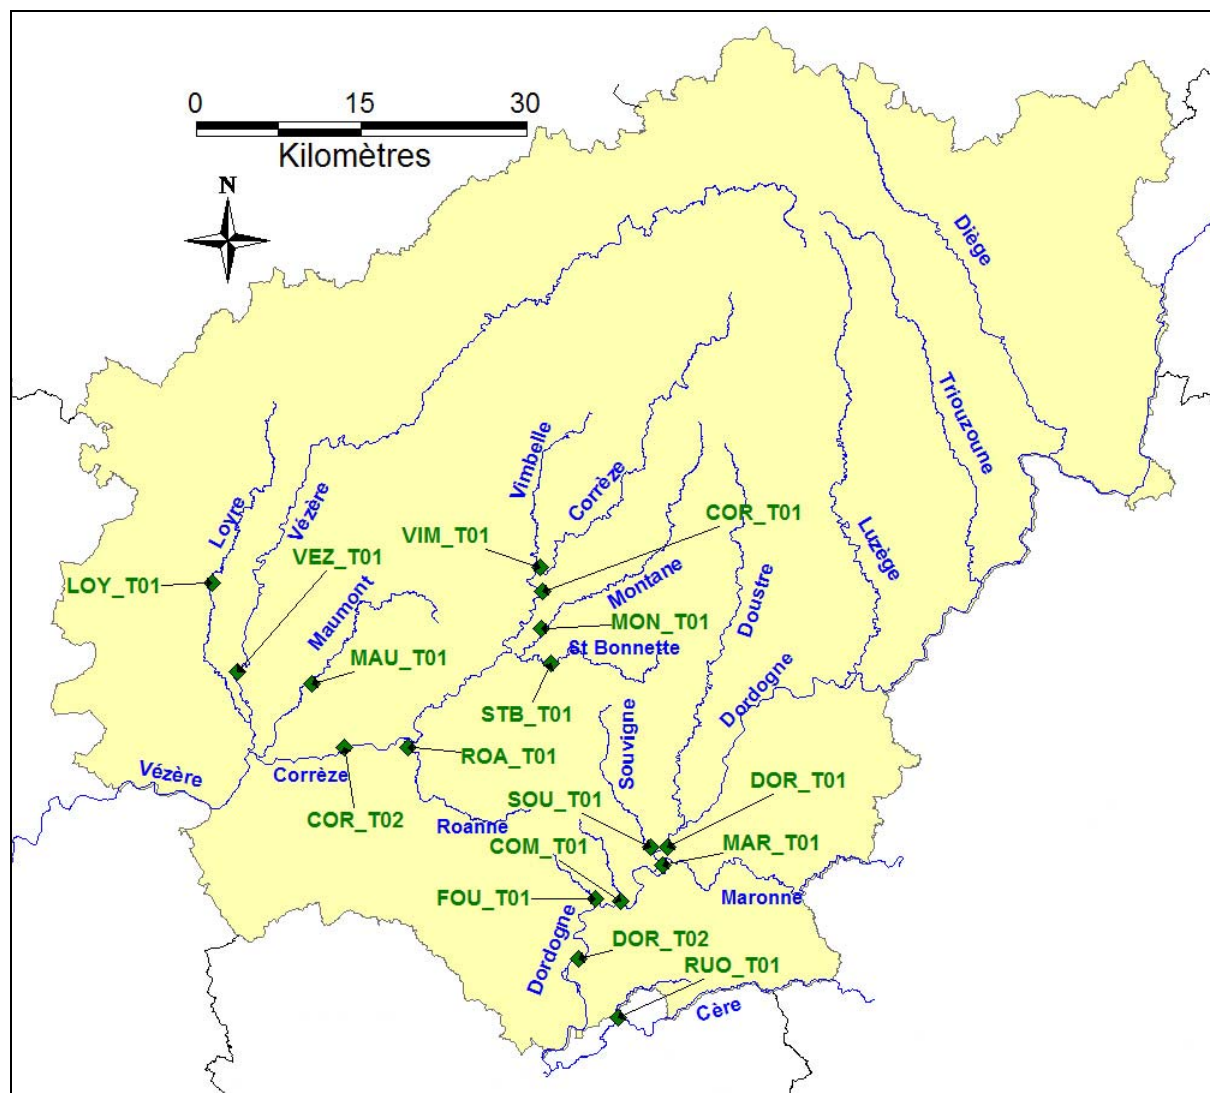 0 15 30
Kilomètres
N
Diège
Triouzoune
Vimbelle
Corrèze
Loyre
Vézère
COR_T01
VIM_T01
Luzège
VEZ_T01
LOY_T01
Montane
Maumont
Doustre
MON_T01
St Bonnette
MAU_T01
Dordogne
STB_T01
Souvigne
ROA_T01
Vézère
Corrèze
DOR_T01
SOU_T01
COR_T02
Roanne
COM_T01
MAR_T01
FOU_T01
Maronne
Dordogne
DOR_T02
RUO_T01
Cère